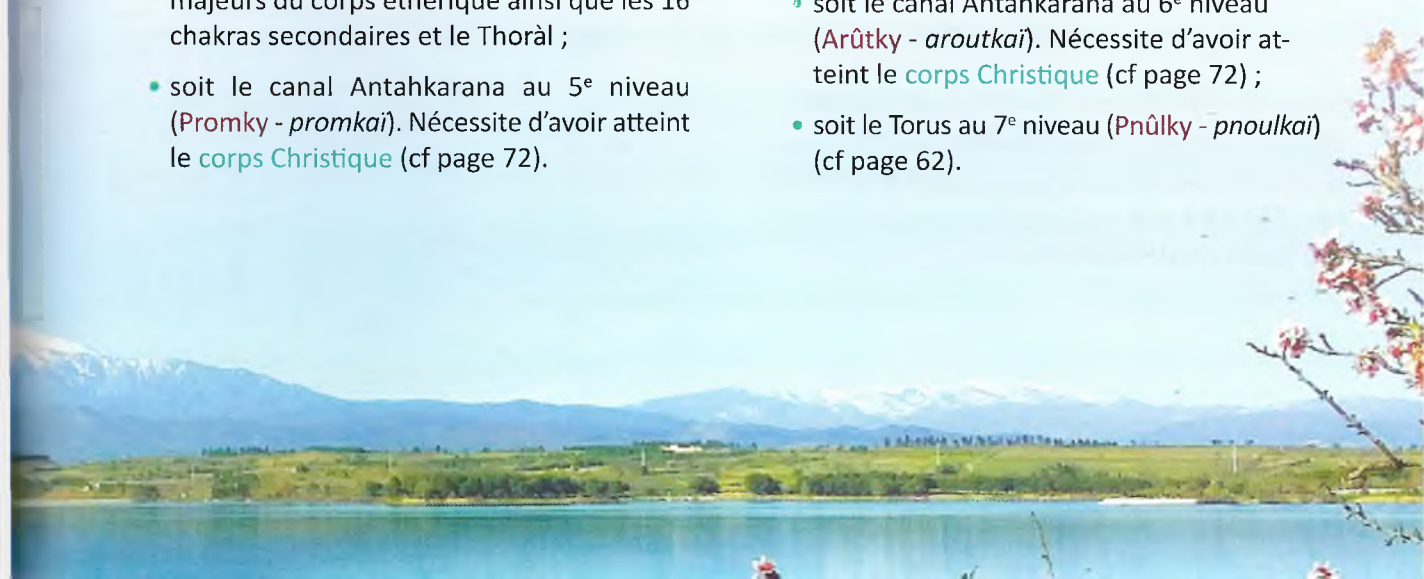 majeurs du corps éthérique ainsi que les 16
chakras secondaires et le Thoràl ;
• soit le canal Antahkarana au 5e niveau
(Promky - promkaï). Nécessite d'avoir atteint
le corps Christique (cf page 72).
• soit le canal Antahkarana au 6e niveau
(Arûtky - aroutkaï). Nécessite d'avoir at-
teint le corps Christique (cf page 72) ;
• soit le Torus au 7e niveau (Pnûlky - pnoulkaï)
(cf page 62).